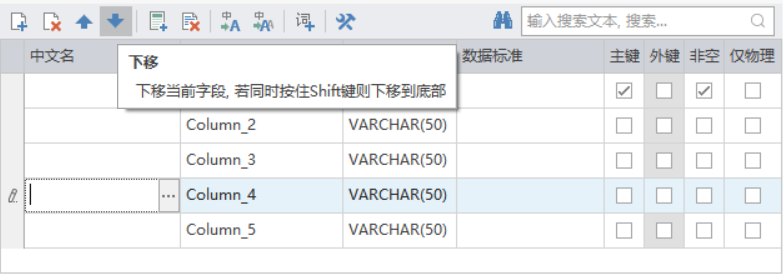 中 A 中 A 词 输入搜索文本, 搜索...
中文名 数据标准 主键 外键 非空 仅物理
下移
下移当前字段, 若同时按住Shift键则下移到底部
Column_2 VARCHAR(50)
Column_3 VARCHAR(50)
... Column_4 VARCHAR(50)
Column_5 VARCHAR(50)